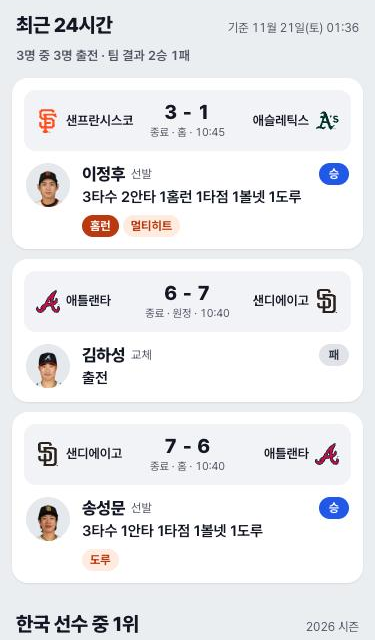 최근 24시간
기준 11월 21일(토) 01:36
3명 중 3명 출전 · 팀 결과 2승 1패
샌프란시스코
3 - 1
애슬레틱스
종료 · 홈 · 10:45
이정후 선발
승
3타수 2안타 1홈런 1타점 1볼넷 1도루
홈런 멀티히트
애틀랜타
6 - 7
샌디에이고
종료 · 원정 · 10:40
김하성 교체
패
출전
샌디에이고
7 - 6
애틀랜타
종료 · 홈 · 10:40
송성문 선발
승
3타수 1안타 1타점 1볼넷 1도루
도루
한국 선수 중 1위
2026 시즌